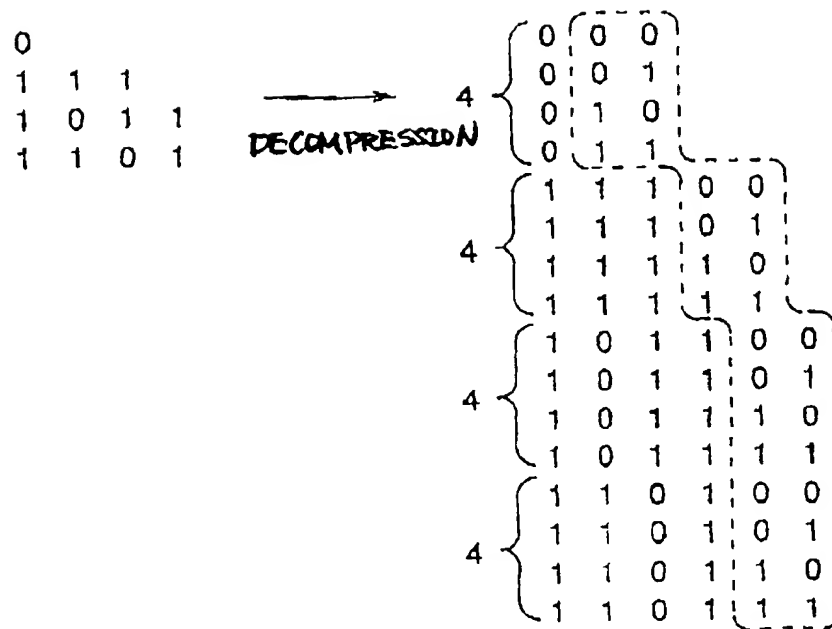 0
1 1 1
1 0 1 1
1 1 0 1
DECOMPRESSION
4
0 0 0
0 0 1
0 1 0
0 1 1
4
1 1 1 0 0
1 1 1 0 1
1 1 1 1 0
1 1 1 1 1
4
1 0 1 1 0 0
1 0 1 1 0 1
1 0 1 1 1 0
1 0 1 1 1 1
4
1 1 0 1 0 0
1 1 0 1 0 1
1 1 0 1 1 0
1 1 0 1 1 1